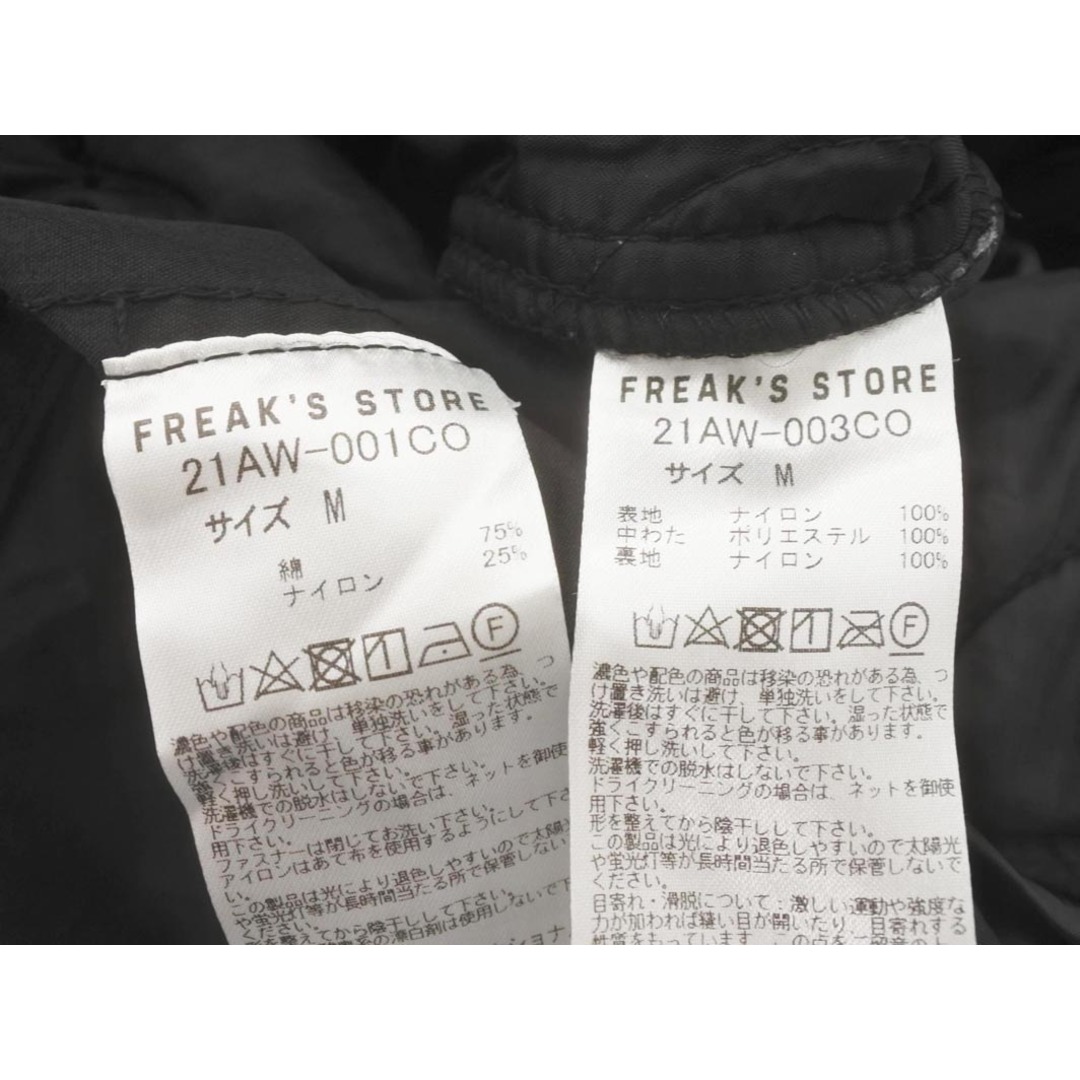 FREAK'S STORE
21AW-001CO
サイズ M
綿 75%
ナイロン 25%
F
濃色や配色の商品は移染の恐れがある為、つ
け置き洗いは避け 単独洗いをして下さい。
洗濯後はすぐに干して下さい。湿った状態で
強くこすられると色が移る事があります。
軽く押し洗いして下さい。
洗濯機での脱水はしないで下さい。
ドライクリーニングの場合は、ネットを御使
用下さい。
ファスナーは閉じてお洗い下さい。
アイロンはあて布を使用するようにして下
さい。
この製品は光により退色しやすいので太陽光
や蛍光灯等が長時間当たる所で保管しない
FREAK'S STORE
21AW-003CO
サイズ M
表地 ナイロン 100%
中わた ポリエステル 100%
裏地 ナイロン 100%
F
濃色や配色の商品は移染の恐れがある為、つ
け置き洗いは避け 単独洗いをして下さい。
洗濯後はすぐに干して下さい。湿った状態で
強くこすられると色が移る事があります。
軽く押し洗いして下さい。
洗濯機での脱水はしないで下さい。
ドライクリーニングの場合は、ネットを御使
用下さい。
形を整えてから陰干しして下さい。
この製品は光により退色しやすいので太陽光
や蛍光灯等が長時間当たる所で保管しないで
ください。
目寄れ・滑脱について：激しい運動や強度な
力が加われば縫い目が開いたり、目寄れする
性質をもっています